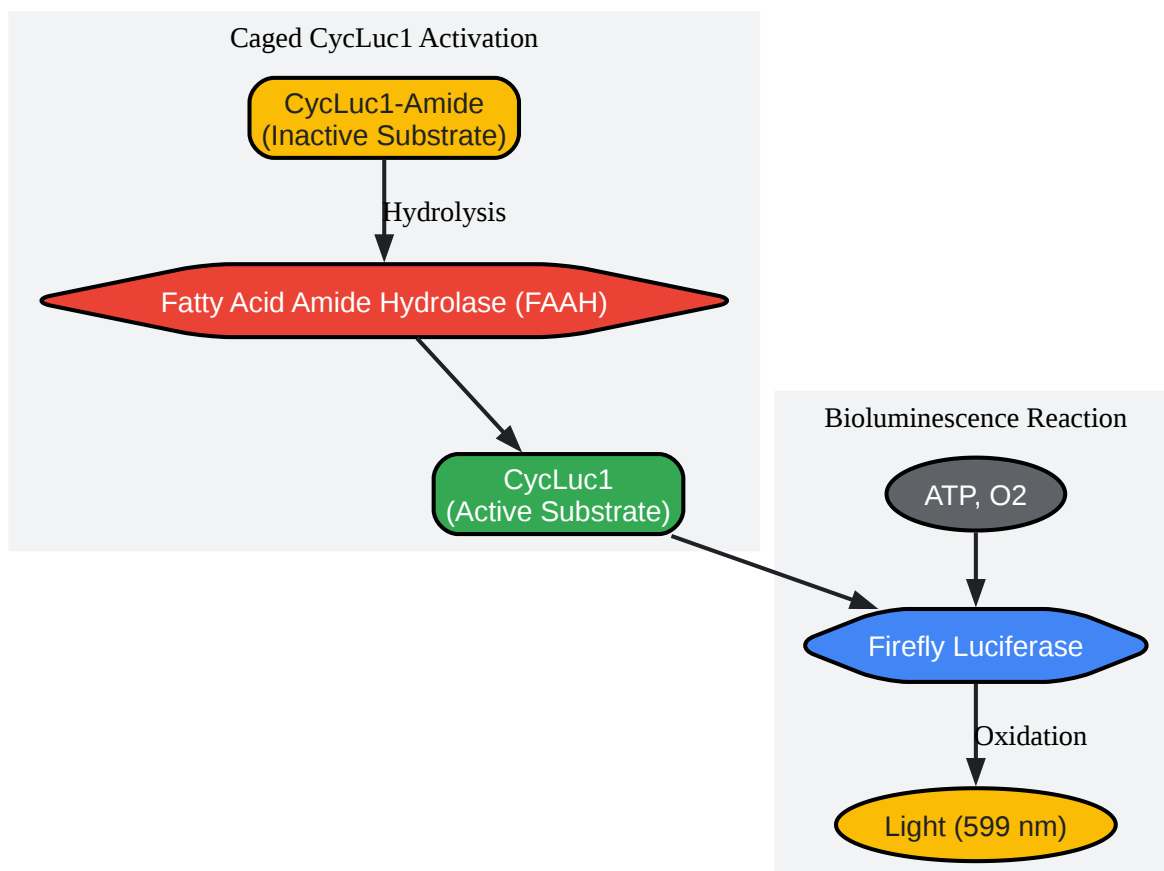 Caged CycLuc1 Activation
CycLuc1-Amide
(Inactive Substrate)
Hydrolysis
Fatty Acid Amide Hydrolase (FAAH)
CycLuc1
(Active Substrate)
Bioluminescence Reaction
ATP, O2
Firefly Luciferase
Oxidation
Light (599 nm)